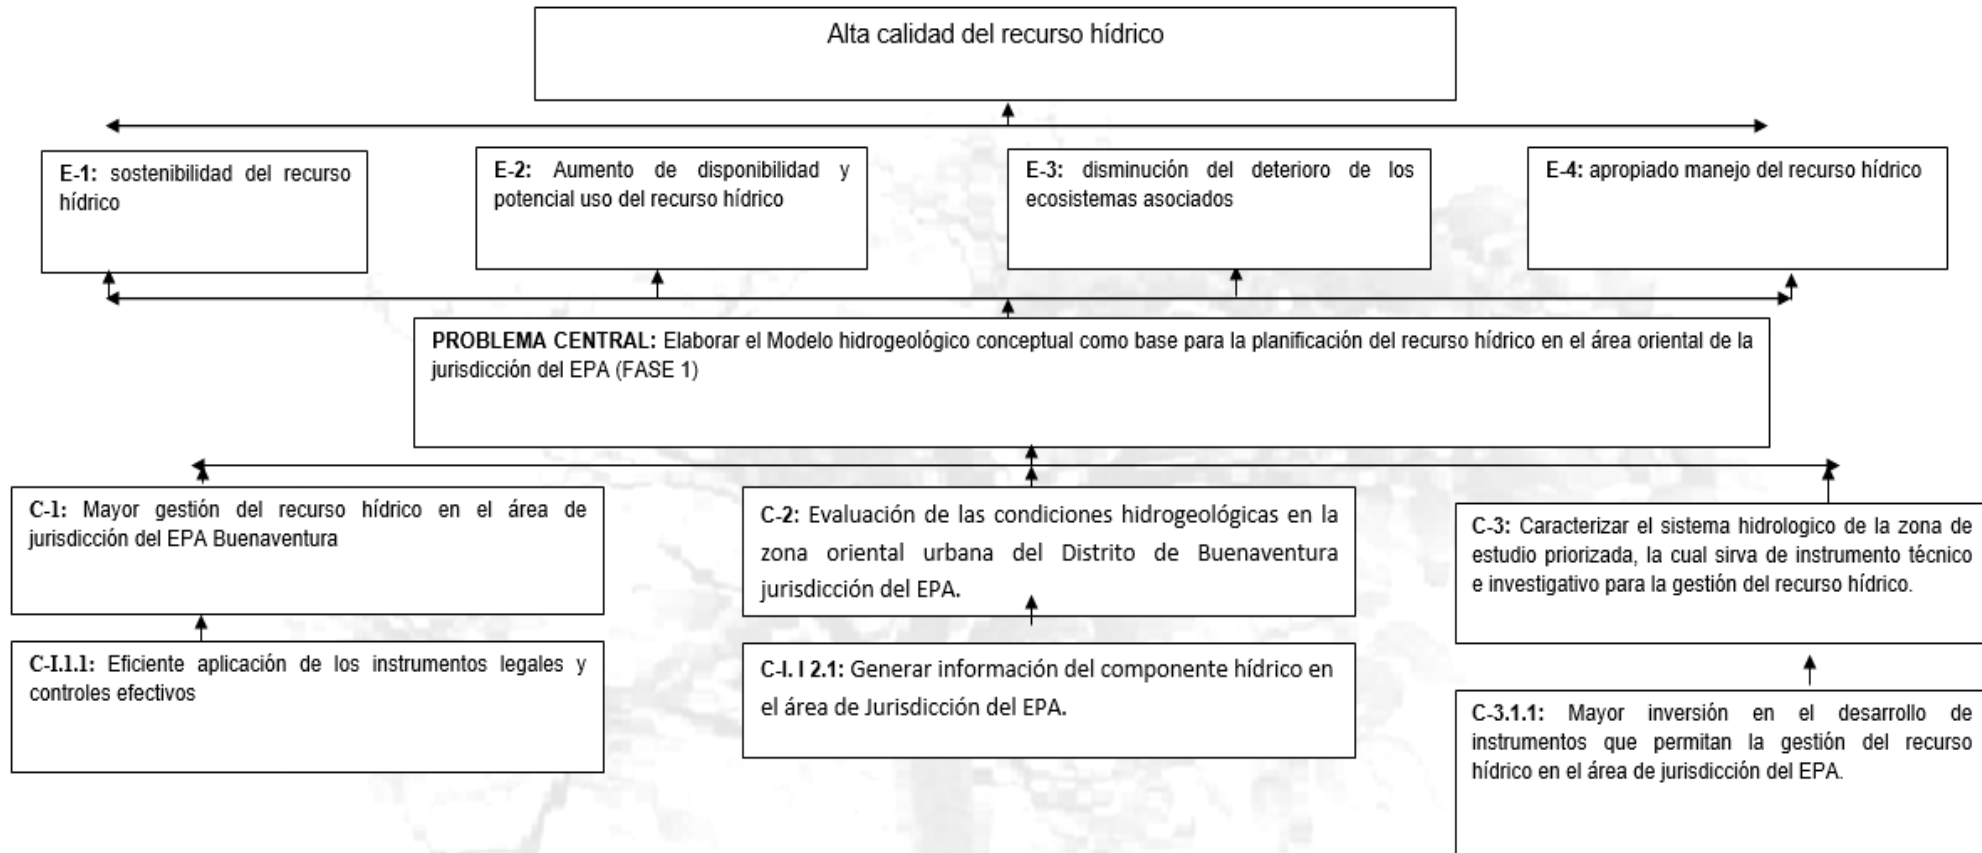 Alta calidad del recurso hídrico
E-1: sostenibilidad del recurso
hídrico
E-2: Aumento de disponibilidad y
potencial uso del recurso hídrico
E-3: disminución del deterioro de los
ecosistemas asociados
E-4: apropiado manejo del recurso hídrico
PROBLEMA CENTRAL: Elaborar el Modelo hidrogeológico conceptual como base para la planificación del recurso hídrico en el área oriental de la
jurisdicción del EPA (FASE 1)
C-1: Mayor gestión del recurso hídrico en el área de
jurisdicción del EPA Buenaventura
C-2: Evaluación de las condiciones hidrogeológicas en la
zona oriental urbana del Distrito de Buenaventura
jurisdicción del EPA.
C-3: Caracterizar el sistema hidrologico de la zona de
estudio priorizada, la cual sirva de instrumento técnico
e investigativo para la gestión del recurso hídrico.
C-I.1.1: Eficiente aplicación de los instrumentos legales y
controles efectivos
C-I. I 2.1: Generar información del componente hídrico en
el área de Jurisdicción del EPA.
C-3.1.1: Mayor inversión en el desarrollo de
instrumentos que permitan la gestión del recurso
hídrico en el área de jurisdicción del EPA.